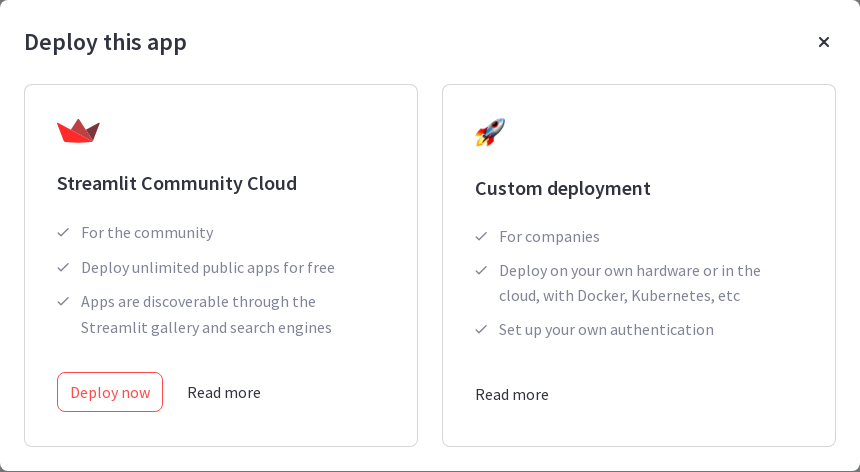 Deploy this app
Streamlit Community Cloud
For the community
Deploy unlimited public apps for free
Apps are discoverable through the
Streamlit gallery and search engines
Deploy now
Read more
Custom deployment
For companies
Deploy on your own hardware or in the
cloud, with Docker, Kubernetes, etc
Set up your own authentication
Read more